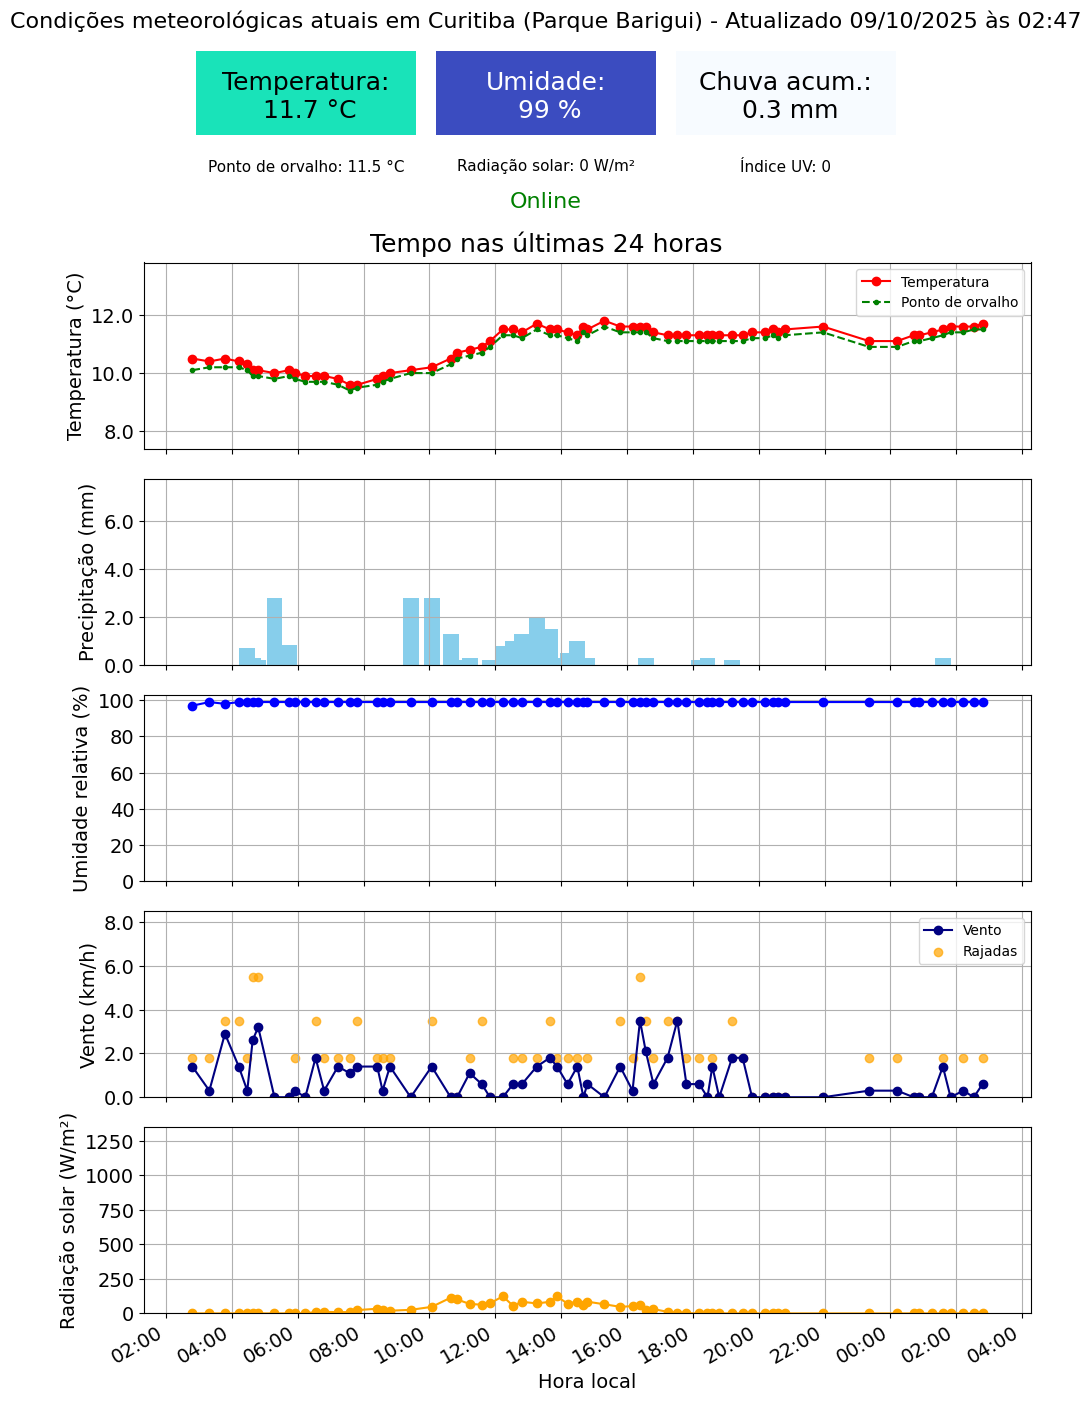 Condições meteorológicas atuais em Curitiba (Parque Barigui) - Atualizado 09/10/2025 às 02:47
Temperatura:
11.7 °C
Umidade:
99 %
Chuva acum.:
0.3 mm
Ponto de orvalho: 11.5 °C
Radiação solar: 0 W/m²
Índice UV: 0
Online
Tempo nas últimas 24 horas
Temperatura (°C)
12.0
10.0
8.0
Temperatura
Ponto de orvalho
Precipitação (mm)
6.0
4.0
2.0
0.0
Umidade relativa (%)
100
80
60
40
20
0
Vento (km/h)
8.0
6.0
4.0
2.0
0.0
Vento
Rajadas
Radiação solar (W/m²)
1250
1000
750
500
250
0
02:00
04:00
06:00
08:00
10:00
12:00
14:00
16:00
18:00
20:00
22:00
00:00
02:00
04:00
Hora local